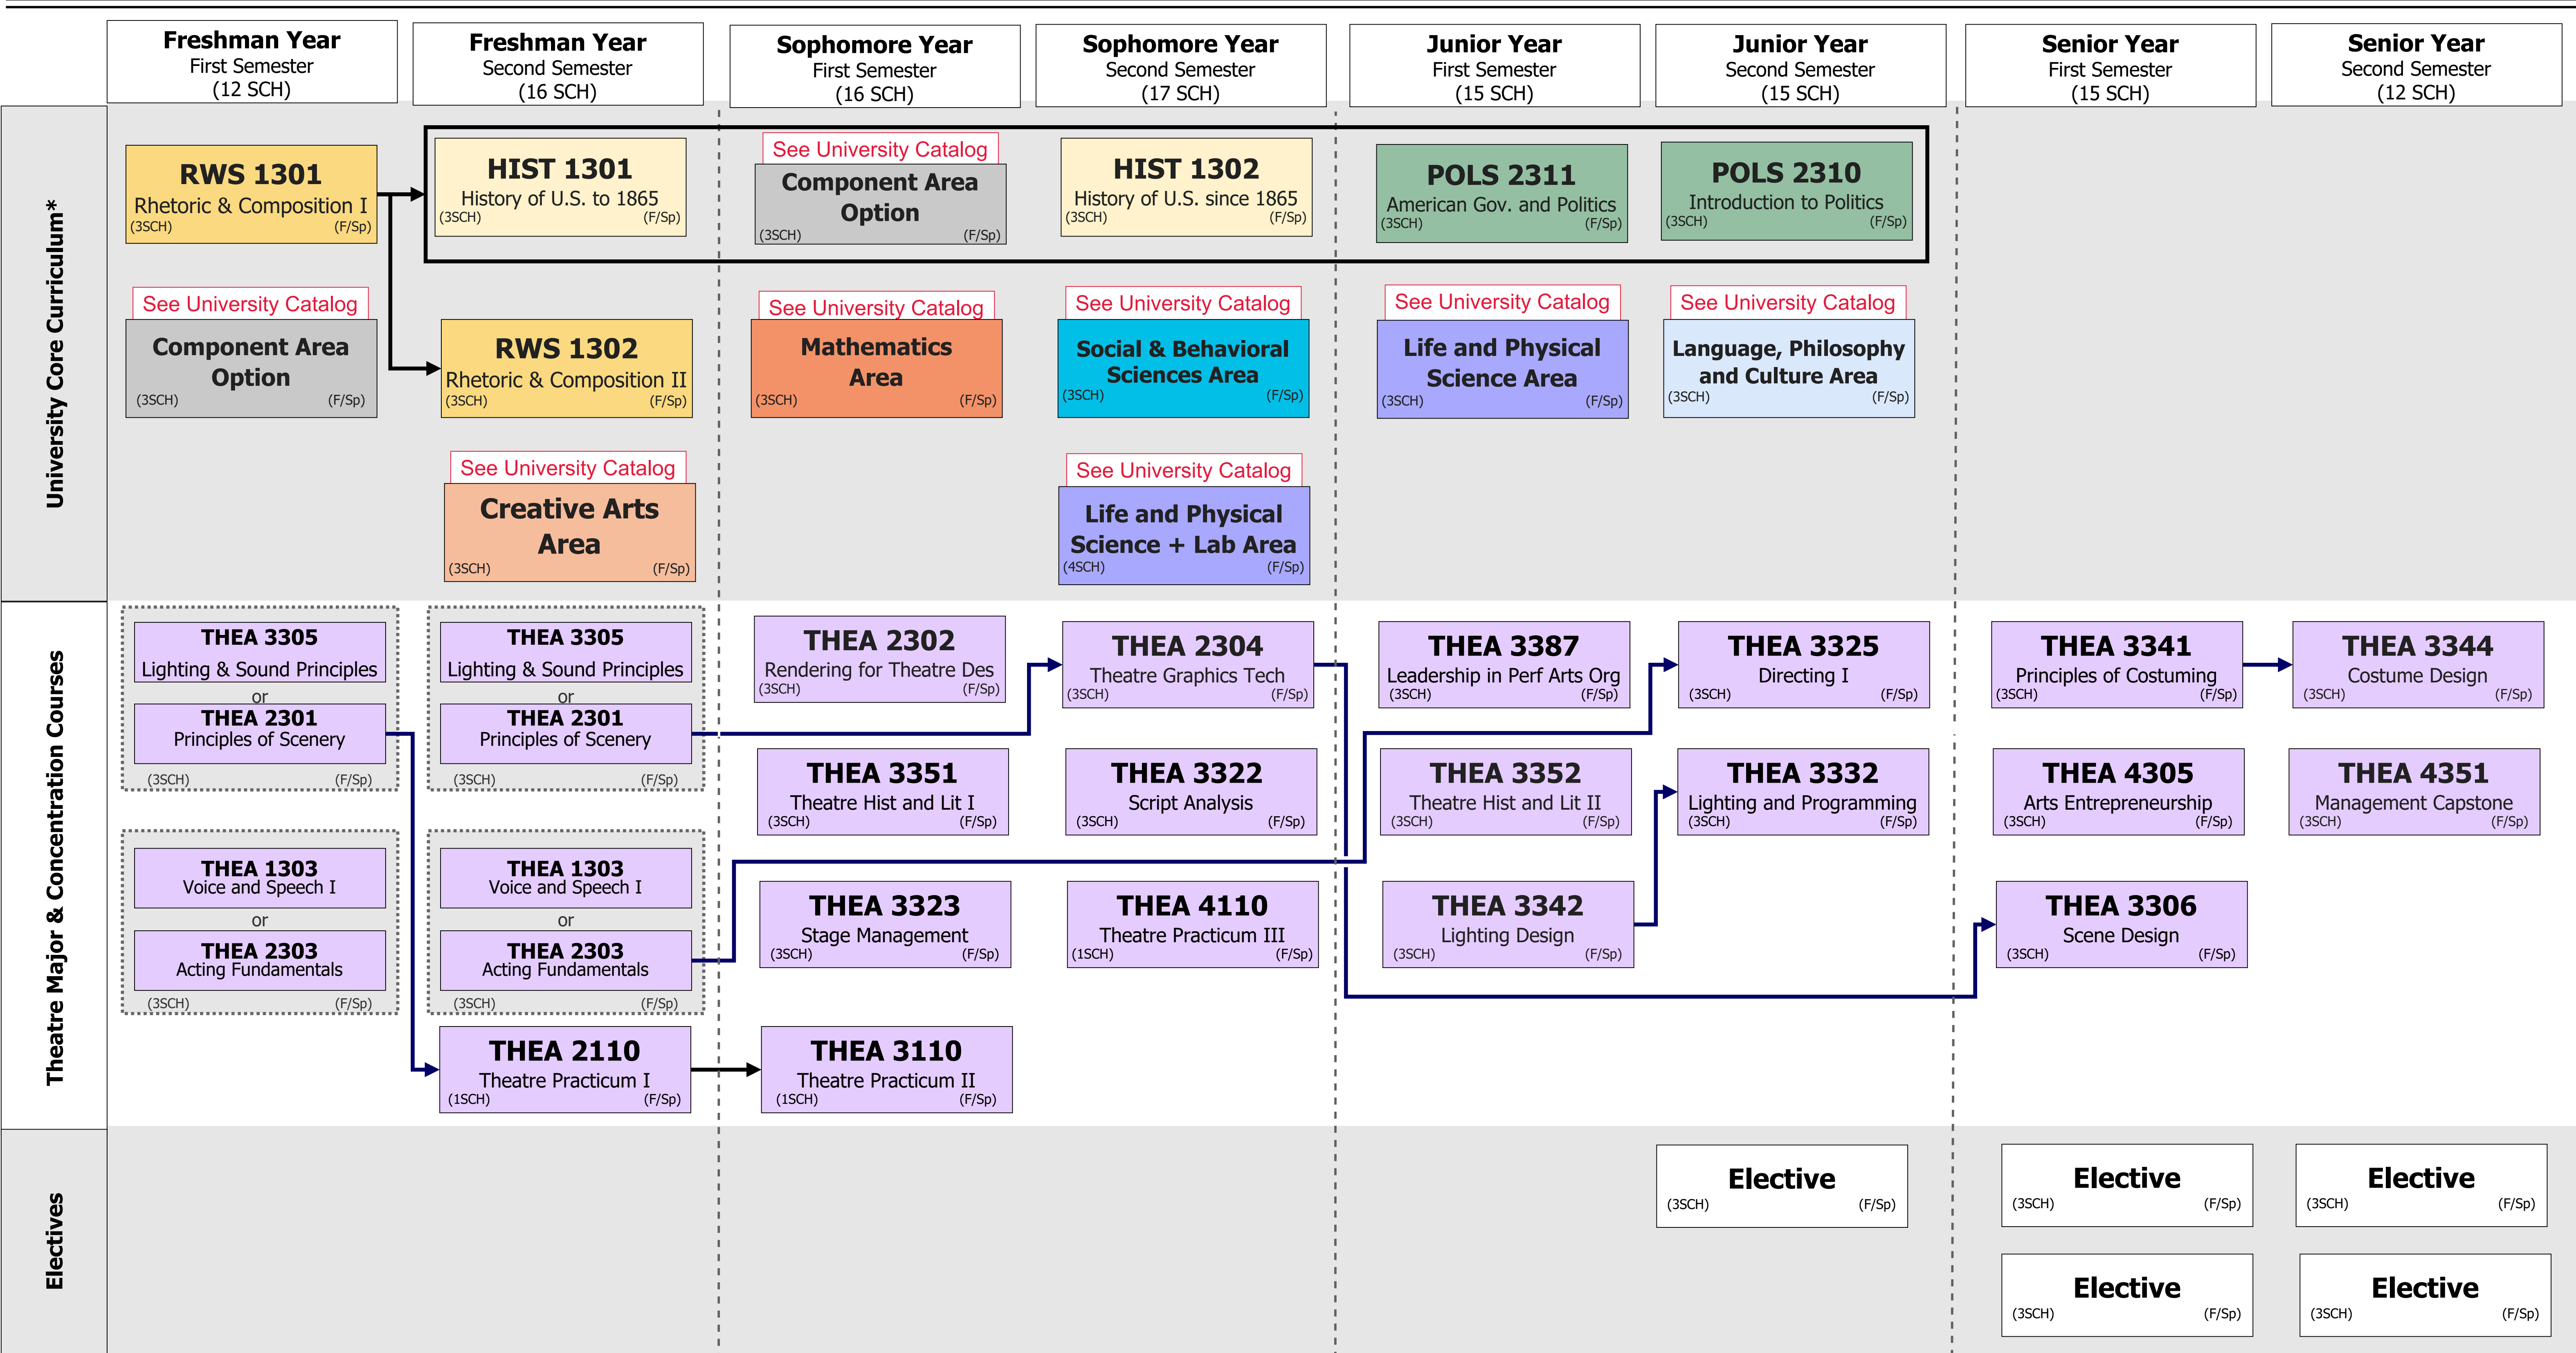 Freshman Year
First Semester
(12 SCH)
Freshman Year
Second Semester
(16 SCH)
Sophomore Year
First Semester
(16 SCH)
Sophomore Year
Second Semester
(17 SCH)
Junior Year
First Semester
(15 SCH)
Junior Year
Second Semester
(15 SCH)
Senior Year
First Semester
(15 SCH)
Senior Year
Second Semester
(12 SCH)
University Core Curriculum*
RWS 1301
Rhetoric & Composition I
(3SCH) (F/Sp)
HIST 1301
History of U.S. to 1865
(3SCH) (F/Sp)
See University Catalog
Component Area
Option
(3SCH) (F/Sp)
HIST 1302
History of U.S. since 1865
(3SCH) (F/Sp)
POLS 2311
American Gov. and Politics
(3SCH) (F/Sp)
POLS 2310
Introduction to Politics
(3SCH) (F/Sp)
See University Catalog
Component Area
Option
(3SCH) (F/Sp)
RWS 1302
Rhetoric & Composition II
(3SCH) (F/Sp)
See University Catalog
Mathematics
Area
(3SCH) (F/Sp)
See University Catalog
Social & Behavioral
Sciences Area
(3SCH) (F/Sp)
See University Catalog
Life and Physical
Science Area
(3SCH) (F/Sp)
See University Catalog
Language, Philosophy
and Culture Area
(3SCH) (F/Sp)
See University Catalog
Creative Arts
Area
(3SCH) (F/Sp)
See University Catalog
Life and Physical
Science + Lab Area
(4SCH) (F/Sp)
Theatre Major & Concentration Courses
THEA 3305
Lighting & Sound Principles
or
THEA 2301
Principles of Scenery
(3SCH) (F/Sp)
THEA 3305
Lighting & Sound Principles
or
THEA 2301
Principles of Scenery
(3SCH) (F/Sp)
THEA 2302
Rendering for Theatre Des
(3SCH) (F/Sp)
THEA 2304
Theatre Graphics Tech
(3SCH) (F/Sp)
THEA 3387
Leadership in Perf Arts Org
(3SCH) (F/Sp)
THEA 3325
Directing I
(3SCH) (F/Sp)
THEA 3341
Principles of Costuming
(3SCH) (F/Sp)
THEA 3344
Costume Design
(3SCH) (F/Sp)
THEA 3351
Theatre Hist and Lit I
(3SCH) (F/Sp)
THEA 3322
Script Analysis
(3SCH) (F/Sp)
THEA 3352
Theatre Hist and Lit II
(3SCH) (F/Sp)
THEA 3332
Lighting and Programming
(3SCH) (F/Sp)
THEA 4305
Arts Entrepreneurship
(3SCH) (F/Sp)
THEA 4351
Management Capstone
(3SCH) (F/Sp)
THEA 1303
Voice and Speech I
or
THEA 2303
Acting Fundamentals
(3SCH) (F/Sp)
THEA 1303
Voice and Speech I
or
THEA 2303
Acting Fundamentals
(3SCH) (F/Sp)
THEA 3323
Stage Management
(3SCH) (F/Sp)
THEA 4110
Theatre Practicum III
(1SCH) (F/Sp)
THEA 3342
Lighting Design
(3SCH) (F/Sp)
THEA 3306
Scene Design
(3SCH) (F/Sp)
THEA 2110
Theatre Practicum I
(1SCH) (F/Sp)
THEA 3110
Theatre Practicum II
(1SCH) (F/Sp)
Electives
Elective
(3SCH) (F/Sp)
Elective
(3SCH) (F/Sp)
Elective
(3SCH) (F/Sp)
Elective
(3SCH) (F/Sp)
Elective
(3SCH) (F/Sp)